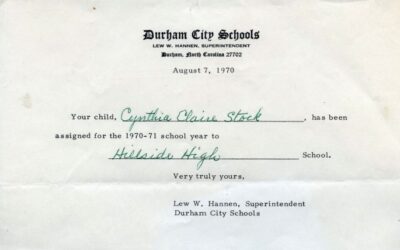 Durham City Schools
LEW W. HANNEN, SUPERINTENDENT
Durham, North Carolina 27702
August 7, 1970
Your child, Cynthia Claire Stock, has been
assigned for the 1970-71 school year to
Hillside High School.
Very truly yours,
Lew W. Hannen, Superintendent
Durham City Schools